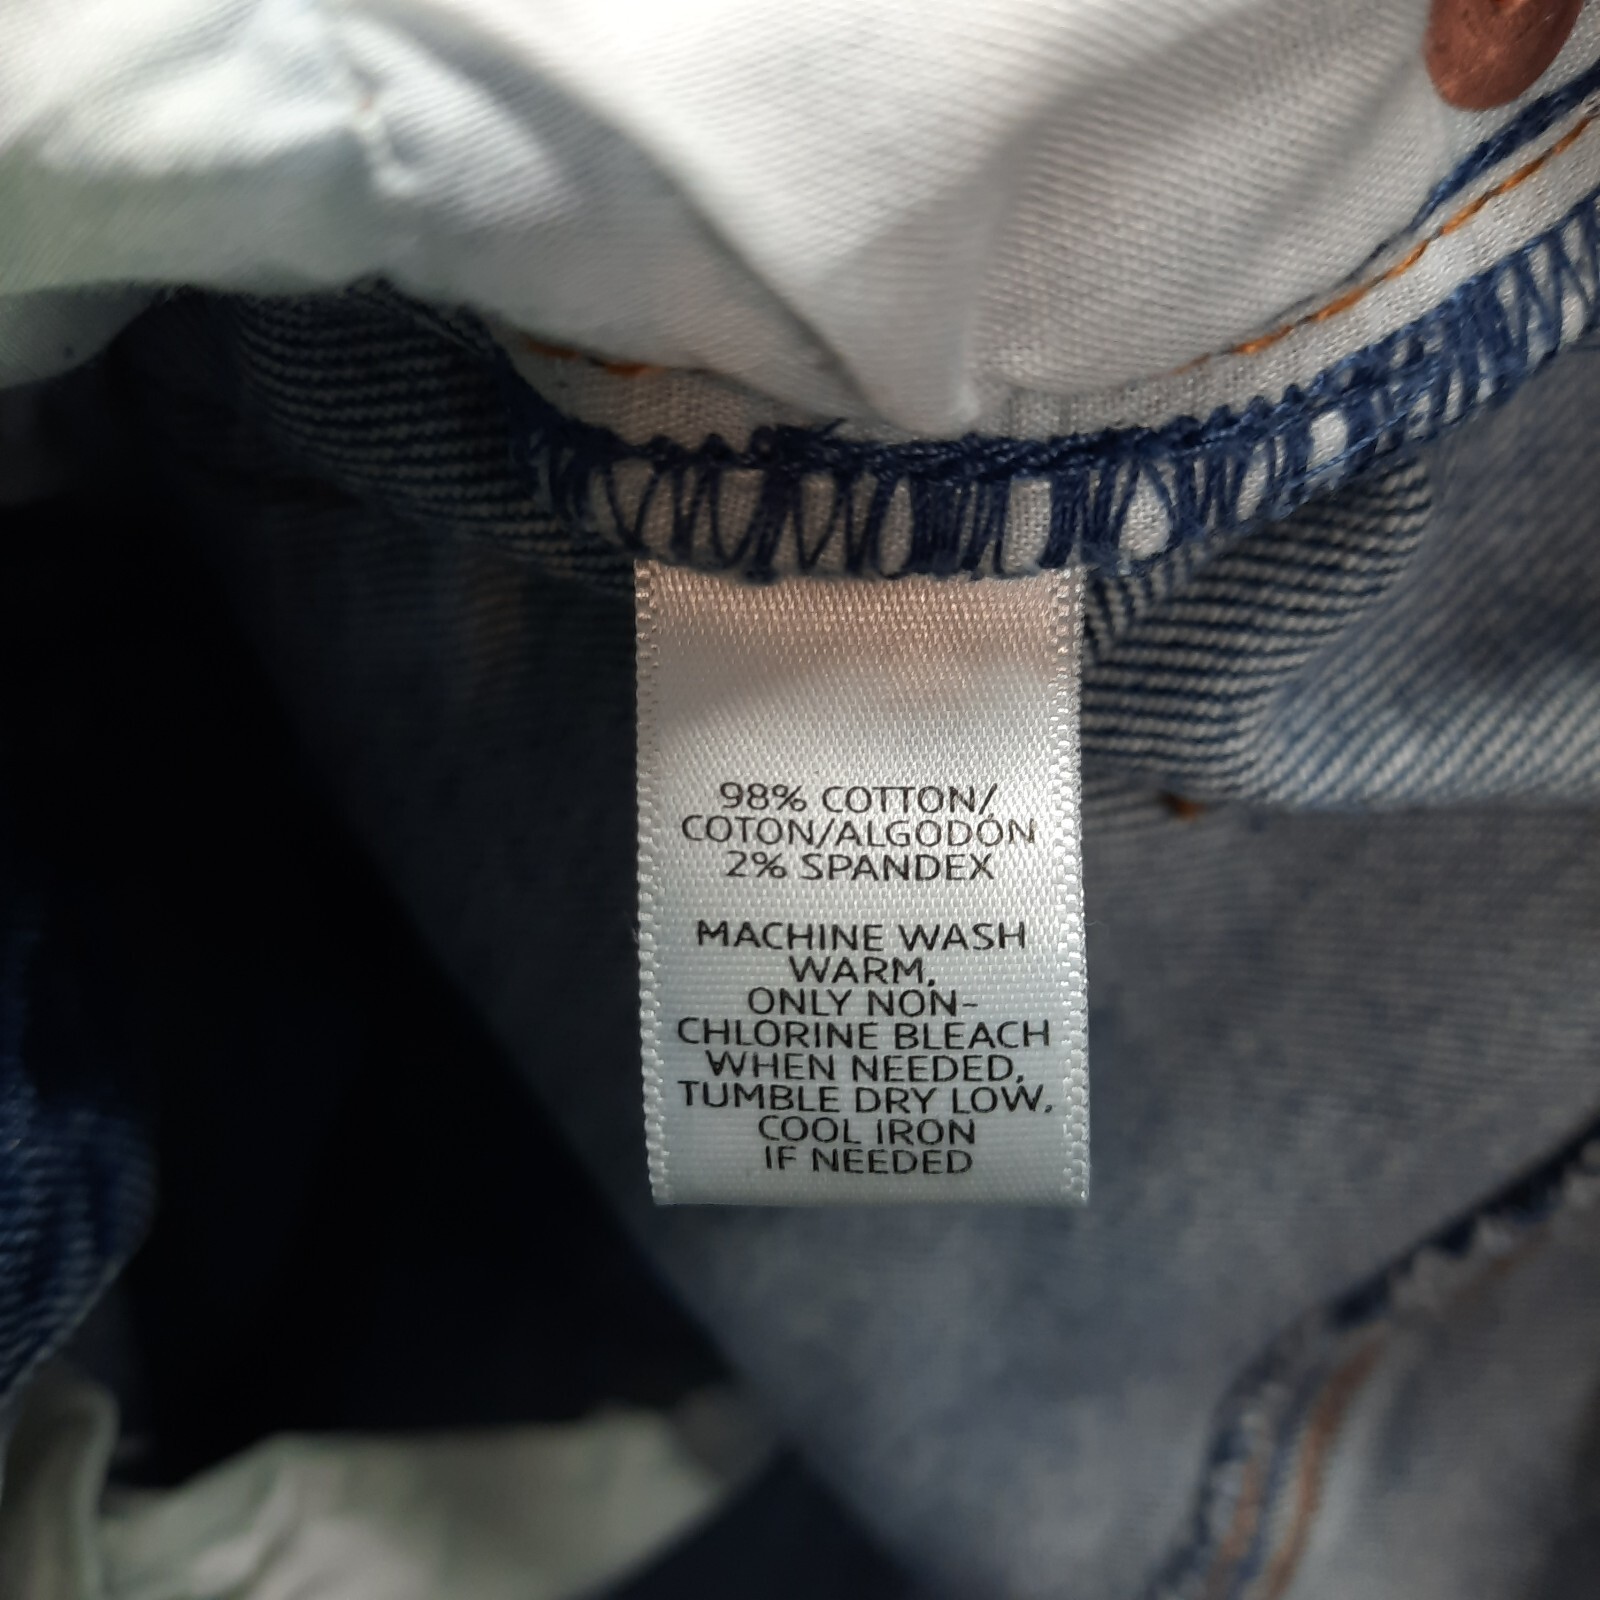 98% COTTON/
COTON/ALGODÓN
2% SPANDEX
MACHINE WASH
WARM,
ONLY NON-
CHLORINE BLEACH
WHEN NEEDED,
TUMBLE DRY LOW,
COOL IRON
IF NEEDED